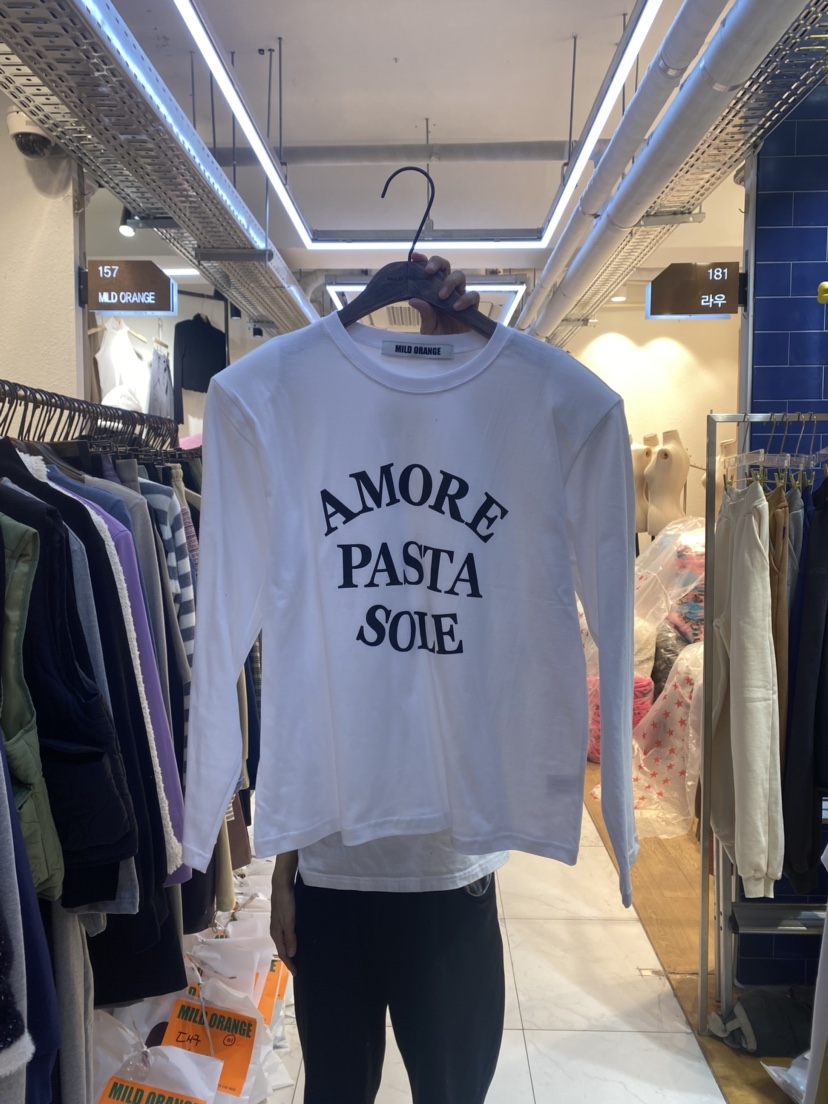 157
MILD ORANGE
181
라우
MILD ORANGE
AMORE
PASTA
SOLE
MILD ORANGE
MILD ORANGE